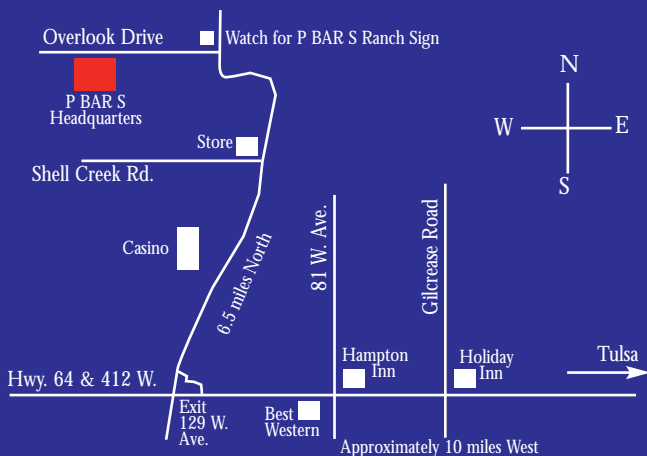 Overlook Drive
Watch for P BAR S Ranch Sign
P BAR S
Headquarters
N
W
E
S
Store
Shell Creek Rd.
Casino
6.5 miles North
81 W. Ave.
Gilcrease Road
Hampton
Inn
Holiday
Inn
Tulsa
Hwy. 64 & 412 W.
Exit
129 W.
Ave.
Best
Western
Approximately 10 miles West